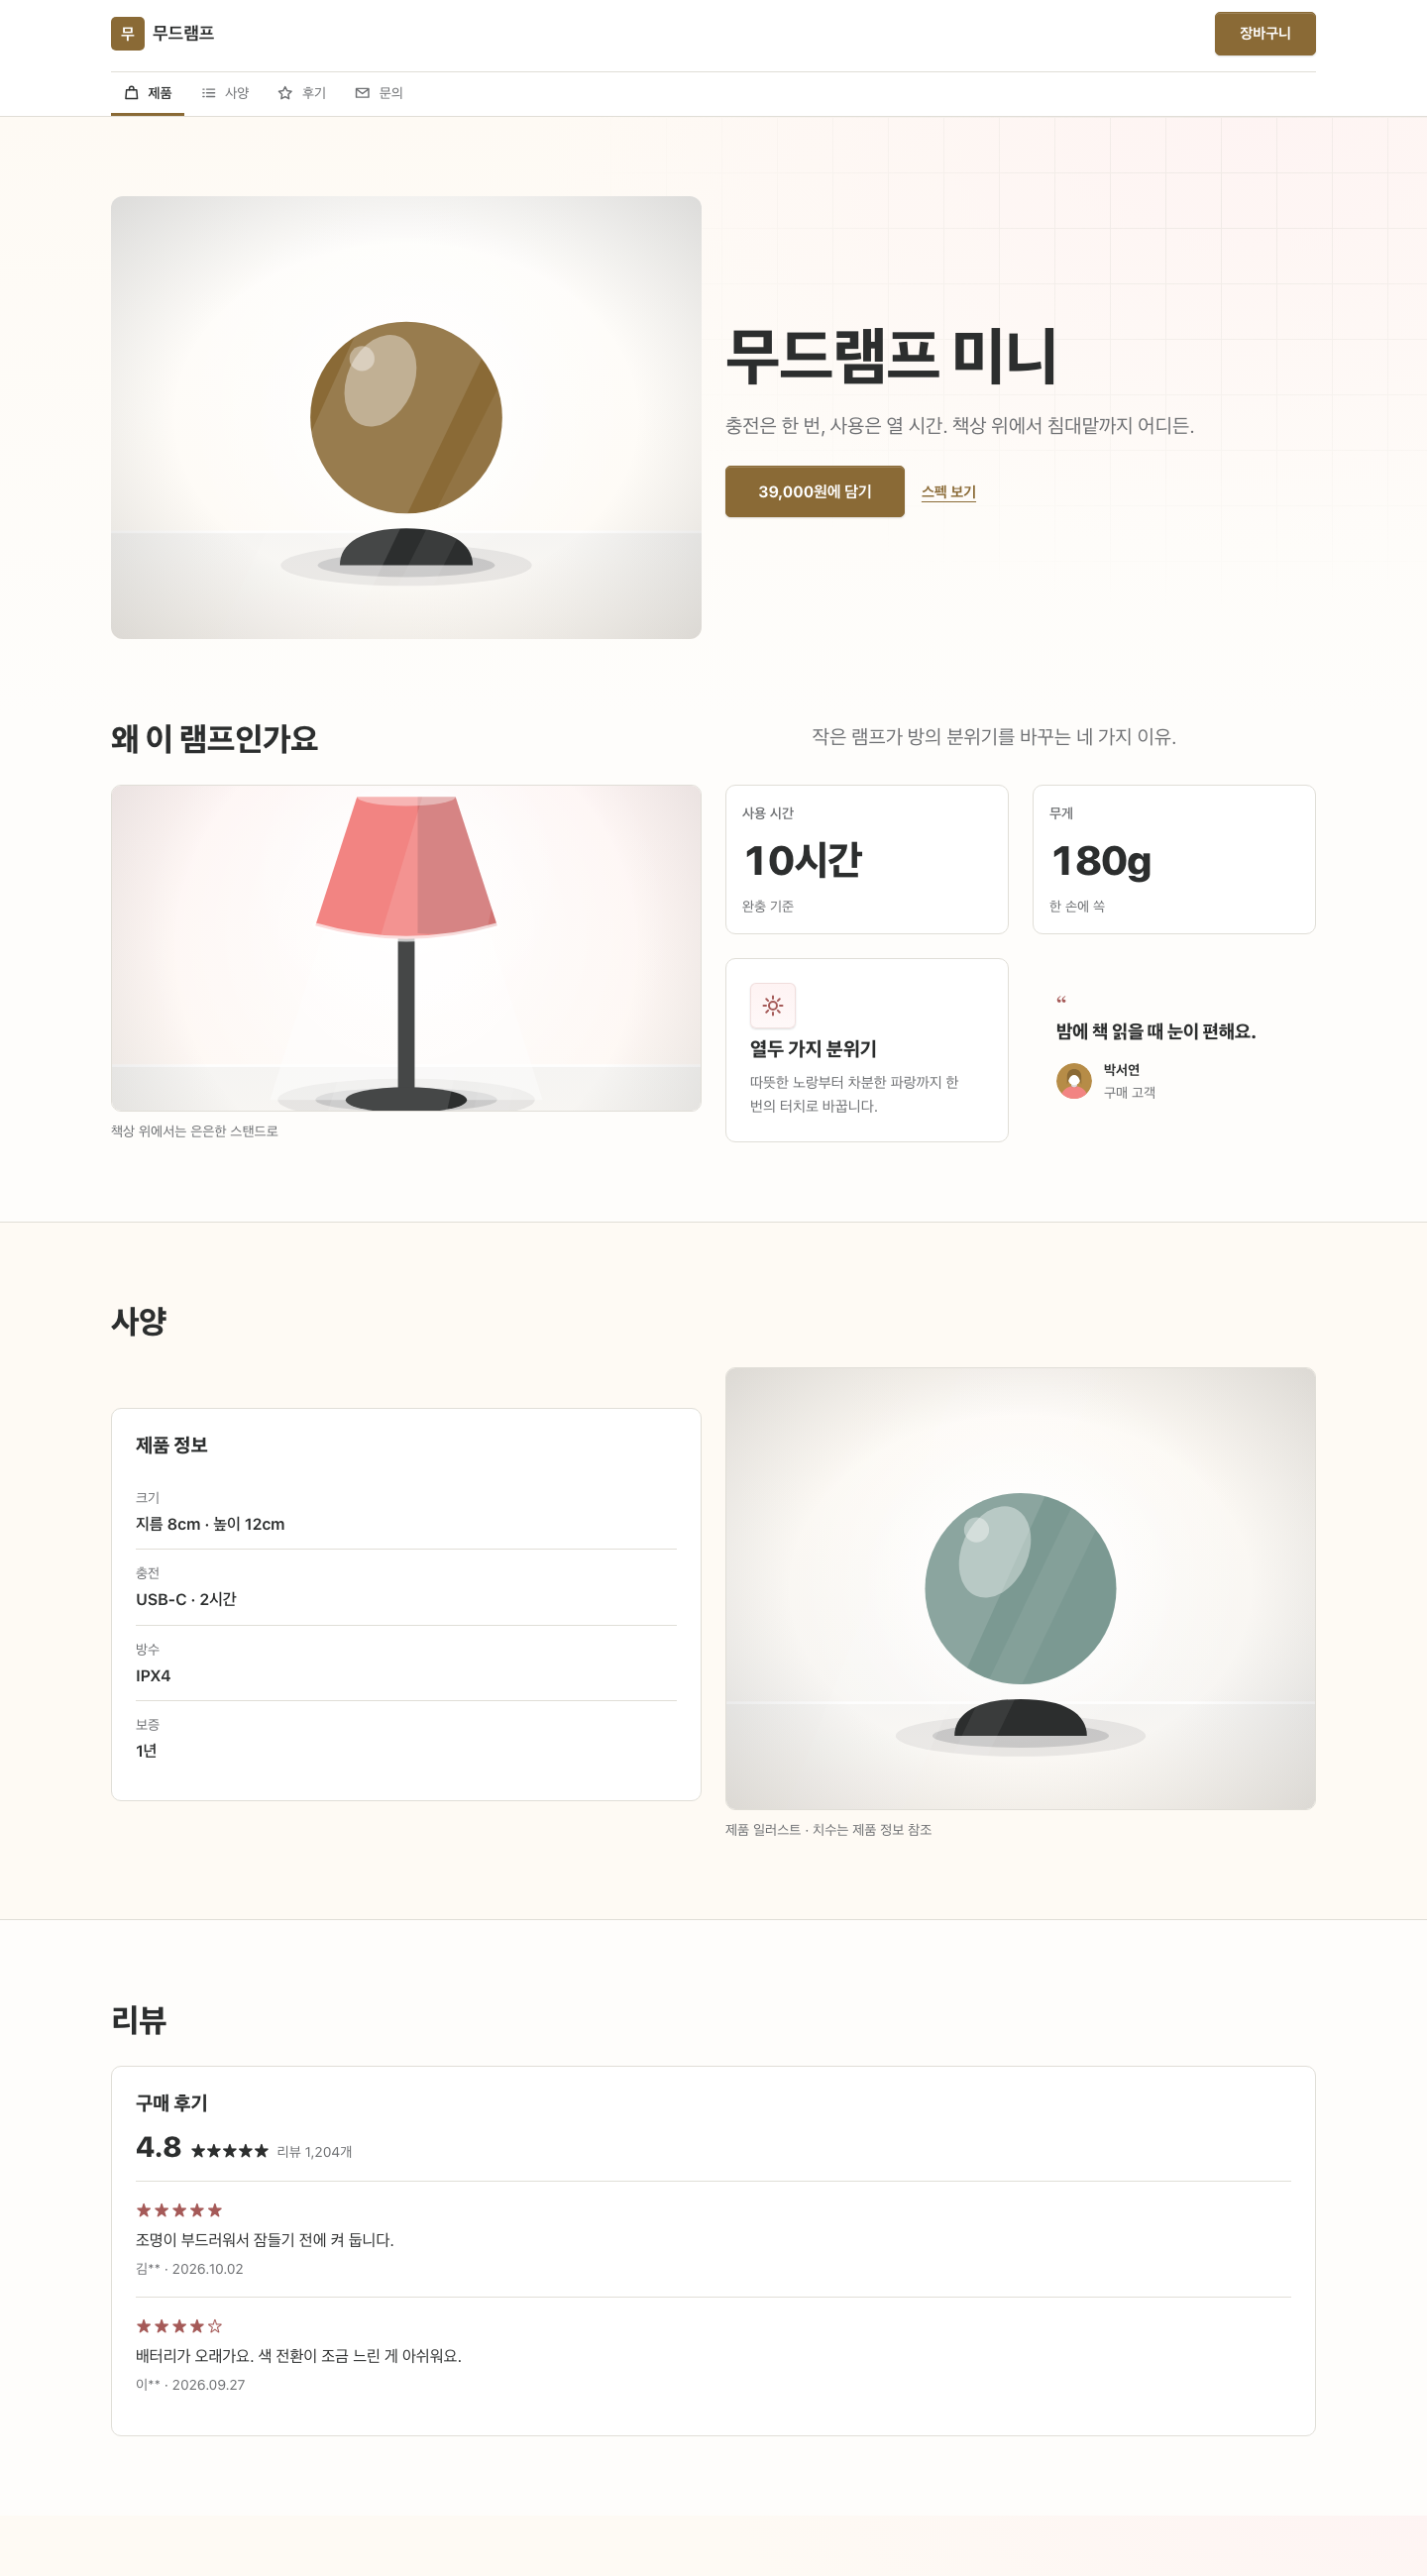 무 무드램프
장바구니
제품
사양
후기
문의
무드램프 미니
충전은 한 번, 사용은 열 시간. 책상 위에서 침대맡까지 어디든.
39,000원에 담기
스펙 보기
왜 이 램프인가요
작은 램프가 방의 분위기를 바꾸는 네 가지 이유.
책상 위에서는 은은한 스탠드로
사용 시간
10시간
완충 기준
무게
180g
한 손에 쏙
열두 가지 분위기
따뜻한 노랑부터 차분한 파랑까지 한
번의 터치로 바꿉니다.
“
밤에 책 읽을 때 눈이 편해요.
박서연
구매 고객
사양
제품 정보
크기
지름 8cm · 높이 12cm
충전
USB-C · 2시간
방수
IPX4
보증
1년
제품 일러스트 · 치수는 제품 정보 참조
리뷰
구매 후기
4.8 ★★★★★ 리뷰 1,204개
★★★★★
조명이 부드러워서 잠들기 전에 켜 둡니다.
김** · 2026.10.02
★★★★☆
배터리가 오래가요. 색 전환이 조금 느린 게 아쉬워요.
이** · 2026.09.27